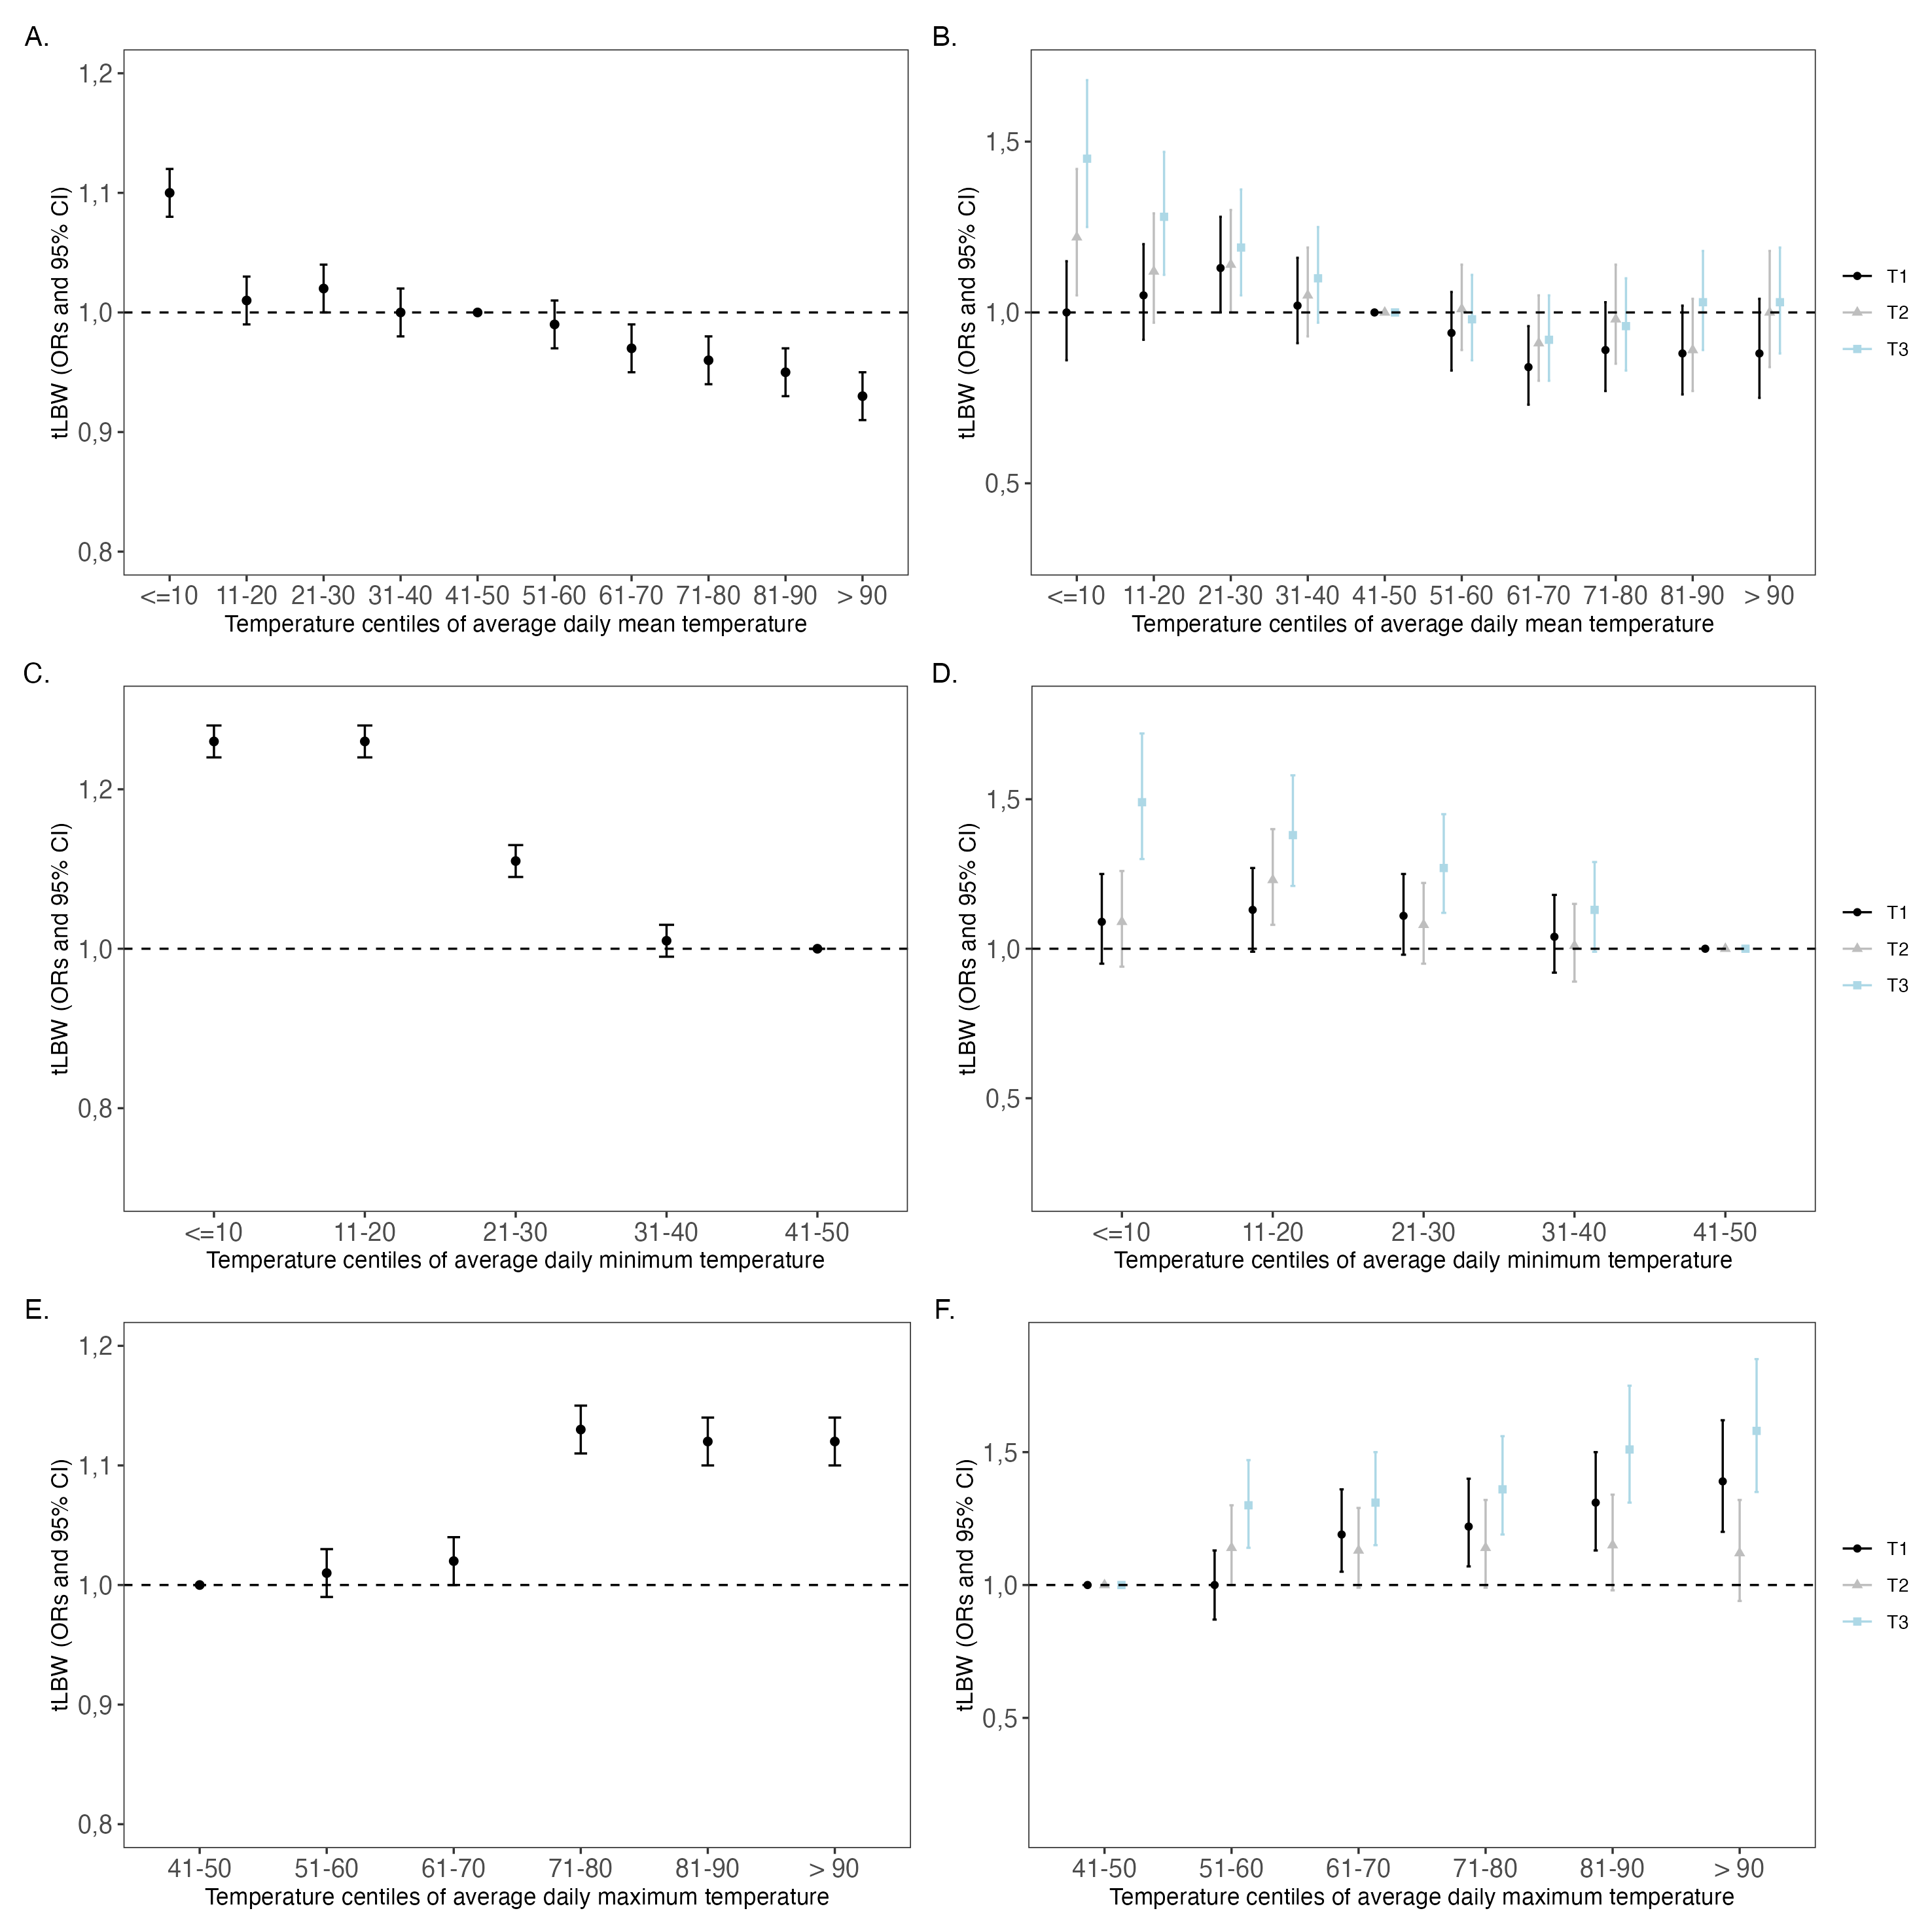 A.
tLBW (ORs and 95% CI)
1,2
1,1
1,0
0,9
0,8
<=10 11-20 21-30 31-40 41-50 51-60 61-70 71-80 81-90 > 90
Temperature centiles of average daily mean temperature
B.
tLBW (ORs and 95% CI)
1,5
1,0
0,5
<=10 11-20 21-30 31-40 41-50 51-60 61-70 71-80 81-90 > 90
Temperature centiles of average daily mean temperature
T1
T2
T3
C.
tLBW (ORs and 95% CI)
1,2
1,0
0,8
<=10 11-20 21-30 31-40 41-50
Temperature centiles of average daily minimum temperature
D.
tLBW (ORs and 95% CI)
1,5
1,0
0,5
<=10 11-20 21-30 31-40 41-50
Temperature centiles of average daily minimum temperature
T1
T2
T3
E.
tLBW (ORs and 95% CI)
1,2
1,1
1,0
0,9
0,8
41-50 51-60 61-70 71-80 81-90 > 90
Temperature centiles of average daily maximum temperature
F.
tLBW (ORs and 95% CI)
1,5
1,0
0,5
41-50 51-60 61-70 71-80 81-90 > 90
Temperature centiles of average daily maximum temperature
T1
T2
T3